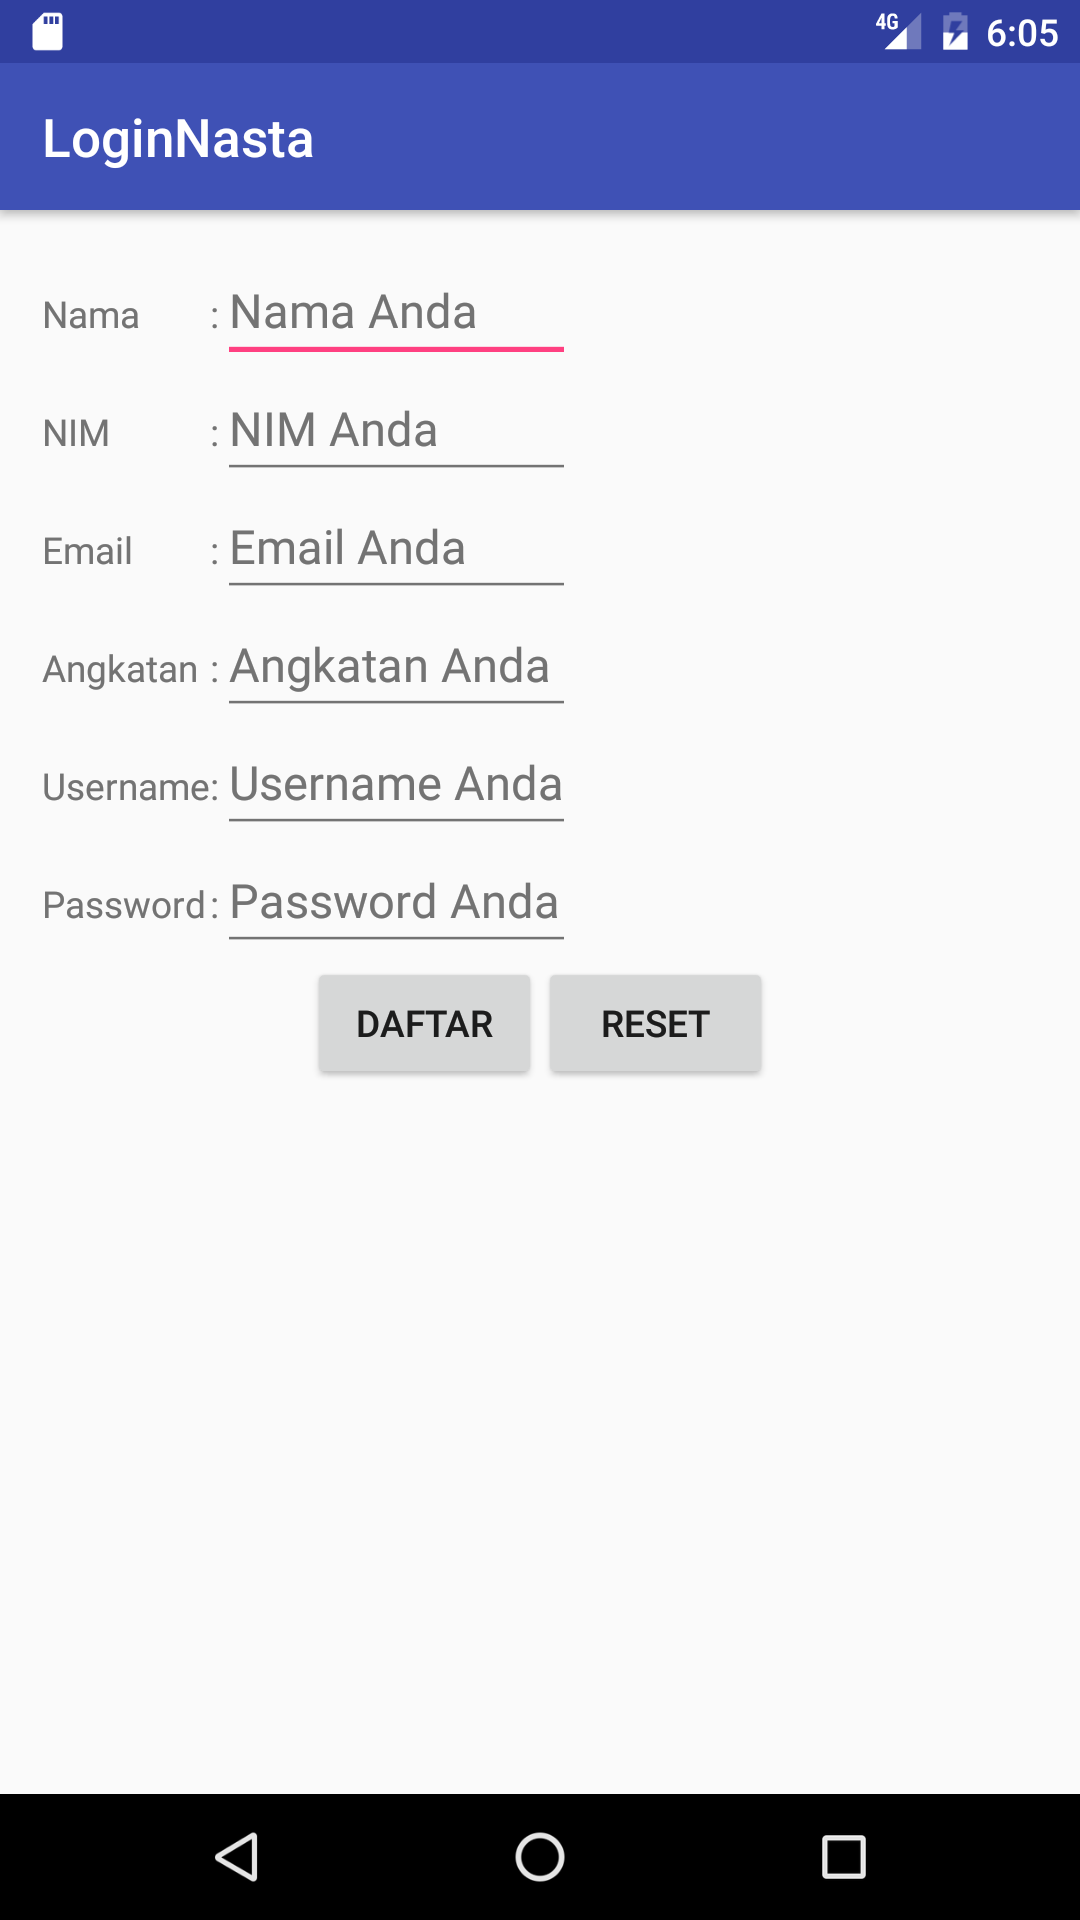 4G 6:05
LoginNasta
Nama : Nama Anda
NIM : NIM Anda
Email : Email Anda
Angkatan : Angkatan Anda
Username: Username Anda
Password: Password Anda
DAFTAR RESET